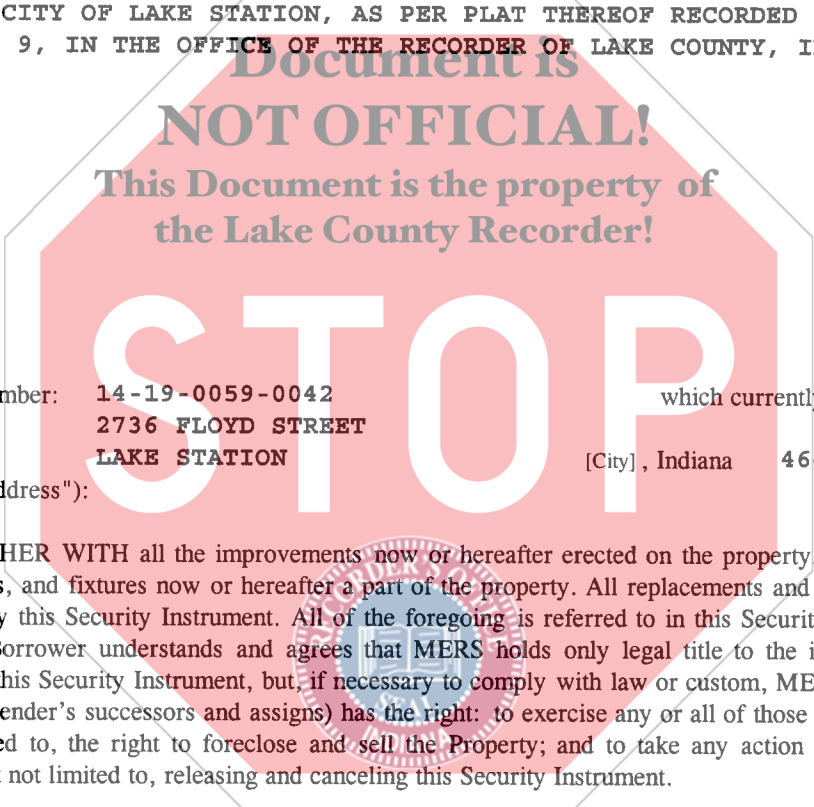 CITY OF LAKE STATION, AS PER PLAT THEREOF RECORDED
9, IN THE OFFICE OF THE RECORDER OF LAKE COUNTY,
Document is
NOT OFFICIAL!
This Document is the property of
the Lake County Recorder!
STOP
mber: 14-19-0059-0042 which currently
2736 FLOYD STREET
LAKE STATION [City], Indiana 46
ddress"):
HER WITH all the improvements now or hereafter erected on the property
s, and fixtures now or hereafter a part of the property. All replacements and
y this Security Instrument. All of the foregoing is referred to in this Securit
orrower understands and agrees that MERS holds only legal title to the i
his Security Instrument, but, if necessary to comply with law or custom, ME
ender's successors and assigns) has the right: to exercise any or all of those
ed to, the right to foreclose and sell the Property; and to take any action
not limited to, releasing and canceling this Security Instrument.
RECORDER'S OFFICE
SEAL
INDIANA